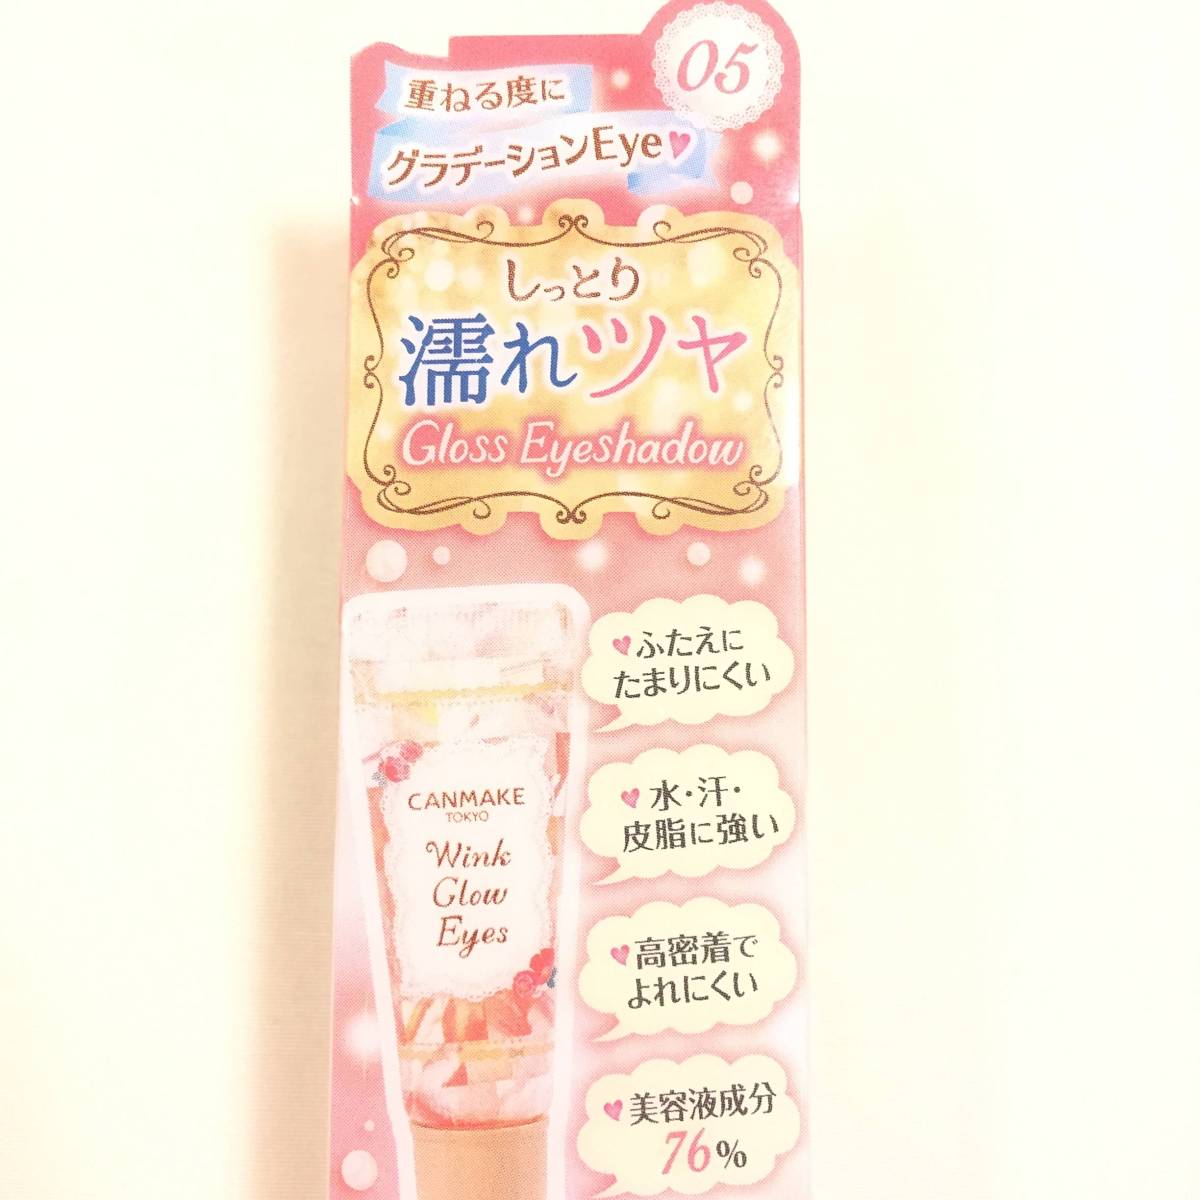 05
重ねる度に
グラデーションEye
しっとり
濡れツヤ
Gloss Eyeshadow
ふたえに
たまりにくい
水・汗・
皮脂に強い
高密着で
よれにくい
美容液成分
76%
CANMAKE
TOKYO
Wink
Glow
Eyes